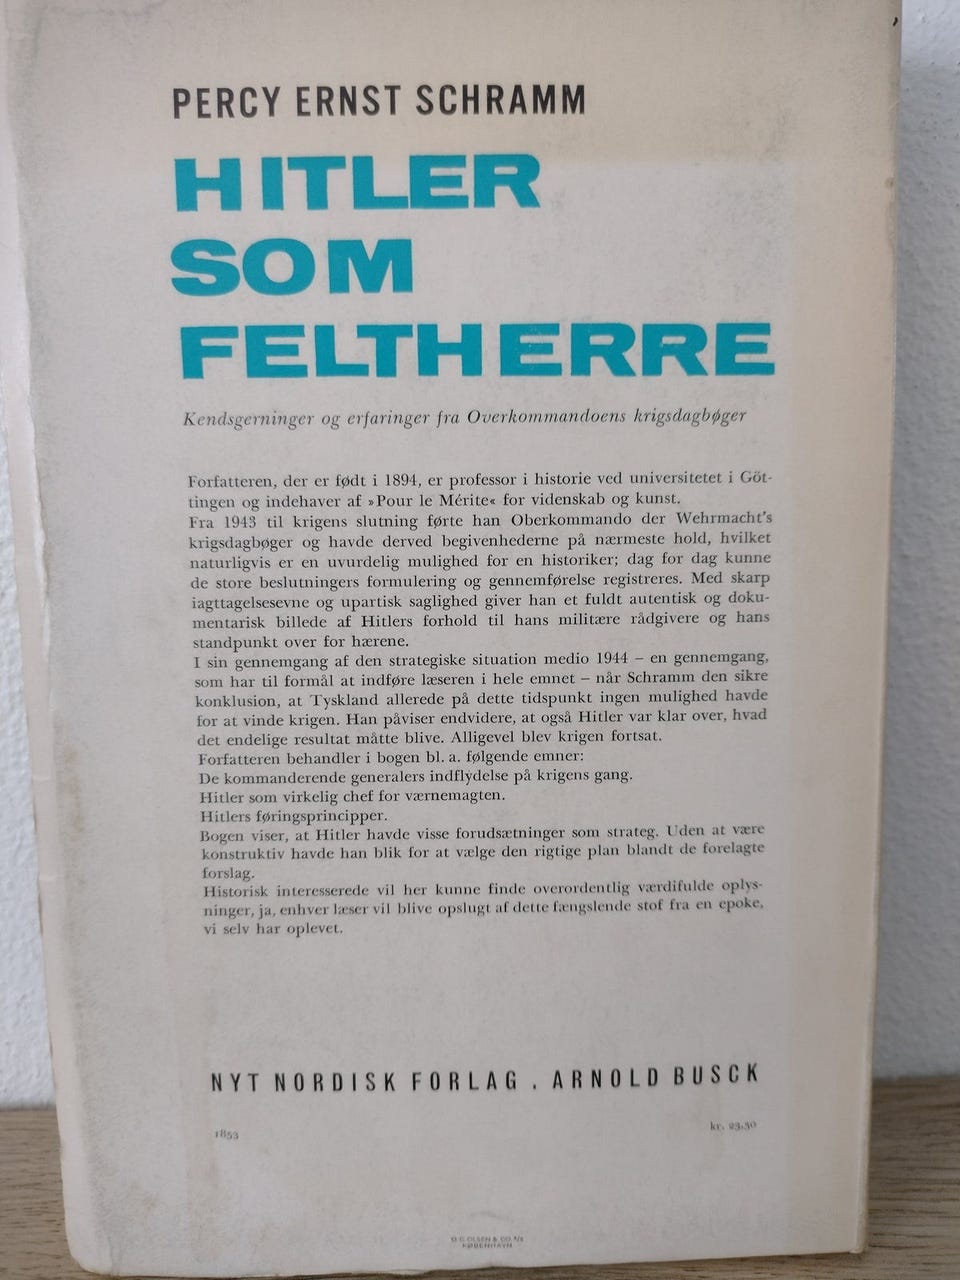 PERCY ERNST SCHRAMM
HITLER
SOM
FELTHERRE
Kendsgerninger og erfaringer fra Overkommandoens krigsdagbøger
Forfatteren, der er født i 1894, er professor i historie ved universitetet i Göt-
tingen og indehaver af »Pour le Mérite« for videnskab og kunst.
Fra 1943 til krigens slutning førte han Oberkommando der Wehrmacht's
krigsdagbøger og havde derved begivenhederne på nærmeste hold, hvilket
naturligvis er en uvurdelig mulighed for en historiker; dag for dag kunne
de store beslutningers formulering og gennemførelse registreres. Med skarp
iagttagelsesevne og upartisk saglighed giver han et fuldt autentisk og doku-
mentarisk billede af Hitlers forhold til hans militære rådgivere og hans
standpunkt over for hærene.
I sin gennemgang af den strategiske situation medio 1944 – en gennemgang,
som har til formål at indføre læseren i hele emnet – når Schramm den sikre
konklusion, at Tyskland allerede på dette tidspunkt ingen mulighed havde
for at vinde krigen. Han påviser endvidere, at også Hitler var klar over, hvad
det endelige resultat måtte blive. Alligevel blev krigen fortsat.
Forfatteren behandler i bogen bl. a. følgende emner:
De kommanderende generalers indflydelse på krigens gang.
Hitler som virkelig chef for værnemagten.
Hitlers føringsprincipper.
Bogen viser, at Hitler havde visse forudsætninger som strateg. Uden at være
konstruktiv havde han blik for at vælge den rigtige plan blandt de forelagte
forslag.
Historisk interesserede vil her kunne finde overordentlig værdifulde oplys-
ninger, ja, enhver læser vil blive opslugt af dette fængslende stof fra en epoke,
vi selv har oplevet.
NYT NORDISK FORLAG . ARNOLD BUSCK
1853
kr. 23,50
O. C. OLSEN & CO. A/S
KØBENHAVN